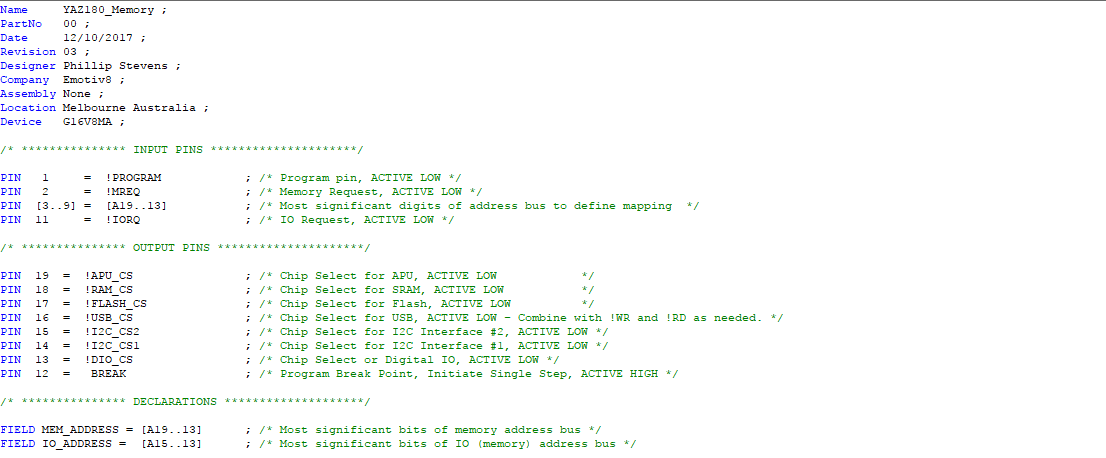 Name     YAZ180_Memory ;
PartNo   00 ;
Date     12/10/2017 ;
Revision 03 ;
Designer Phillip Stevens ;
Company  Emotiv8 ;
Assembly None ;
Location Melbourne Australia ;
Device   G16V8MA ;
/* *************** INPUT PINS *********************/
PIN   1     =  !PROGRAM            ; /* Program pin, ACTIVE LOW */
PIN   2     =  !MREQ               ; /* Memory Request, ACTIVE LOW */
PIN  [3..9] =  [A19..13]           ; /* Most significant digits of address bus to define mapping  */
PIN  11     =  !IORQ               ; /* IO Request, ACTIVE LOW */
/* *************** OUTPUT PINS *********************/
PIN  19  =  !APU_CS                ; /* Chip Select for APU, ACTIVE LOW            */
PIN  18  =  !RAM_CS                ; /* Chip Select for SRAM, ACTIVE LOW           */
PIN  17  =  !FLASH_CS              ; /* Chip Select for Flash, ACTIVE LOW          */
PIN  16  =  !USB_CS                ; /* Chip Select for USB, ACTIVE LOW - Combine with !WR and !RD as needed. */
PIN  15  =  !I2C_CS2               ; /* Chip Select for I2C Interface #2, ACTIVE LOW */
PIN  14  =  !I2C_CS1               ; /* Chip Select for I2C Interface #1, ACTIVE LOW */
PIN  13  =  !DIO_CS                ; /* Chip Select or Digital IO, ACTIVE LOW */
PIN  12  =   BREAK                 ; /* Program Break Point, Initiate Single Step, ACTIVE HIGH */
/* *************** DECLARATIONS ********************/
FIELD MEM_ADDRESS = [A19..13]      ; /* Most significant bits of memory address bus */
FIELD IO_ADDRESS =  [A15..13]      ; /* Most significant bits of IO (memory) address bus */